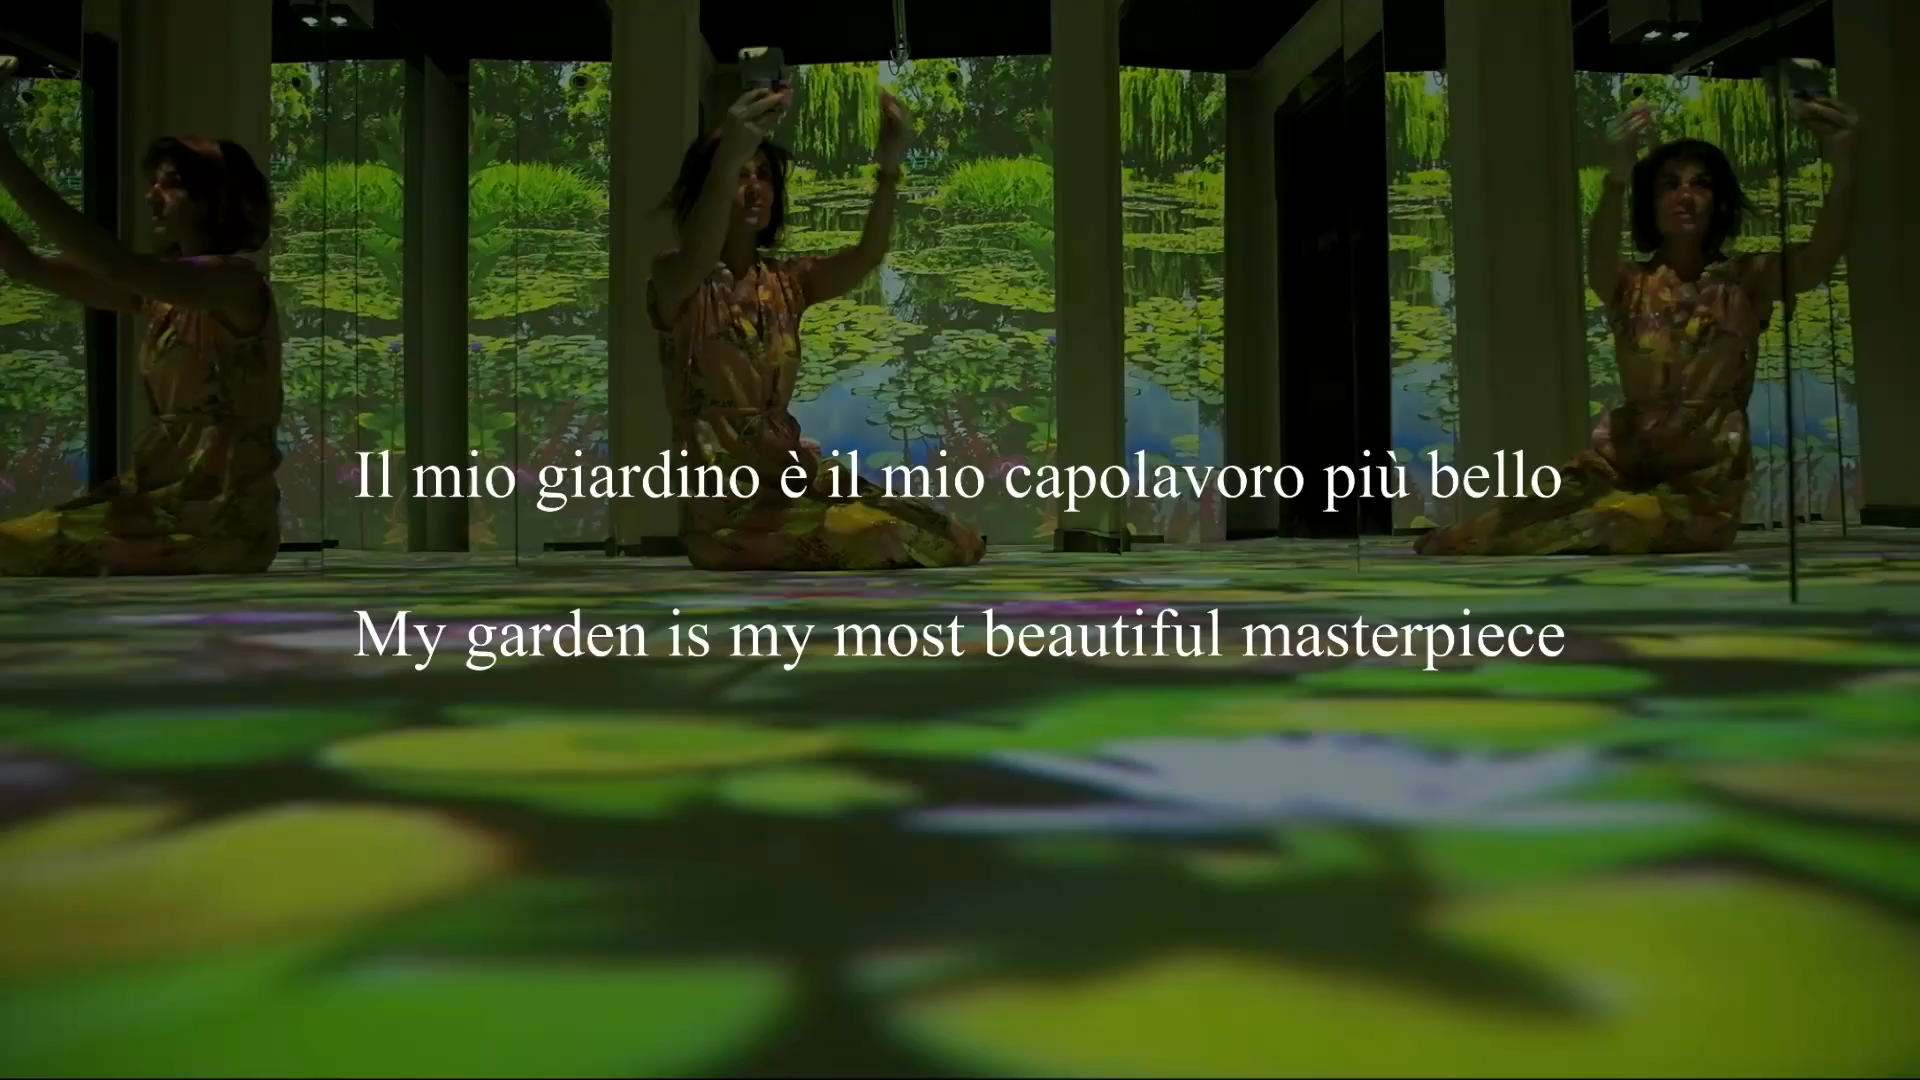 Il mio giardino è il mio capolavoro più bello
My garden is my most beautiful masterpiece